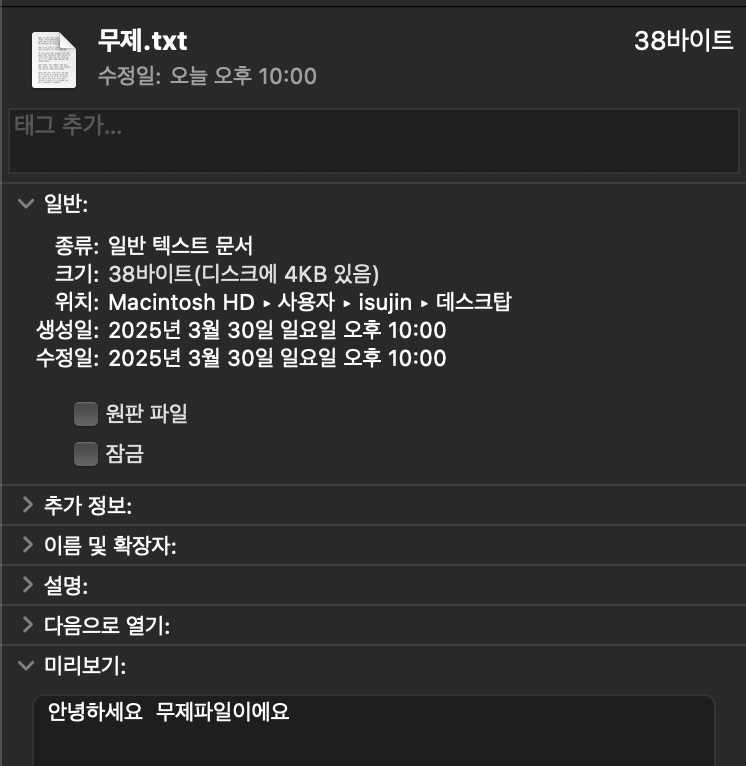 무제.txt 38바이트
수정일: 오늘 오후 10:00
태그 추가...
일반:
종류: 일반 텍스트 문서
크기: 38바이트(디스크에 4KB 있음)
위치: Macintosh HD ▸ 사용자 ▸ isujin ▸ 데스크탑
생성일: 2025년 3월 30일 일요일 오후 10:00
수정일: 2025년 3월 30일 일요일 오후 10:00
원판 파일
잠금
추가 정보:
이름 및 확장자:
설명:
다음으로 열기:
미리보기:
안녕하세요  무제파일이에요